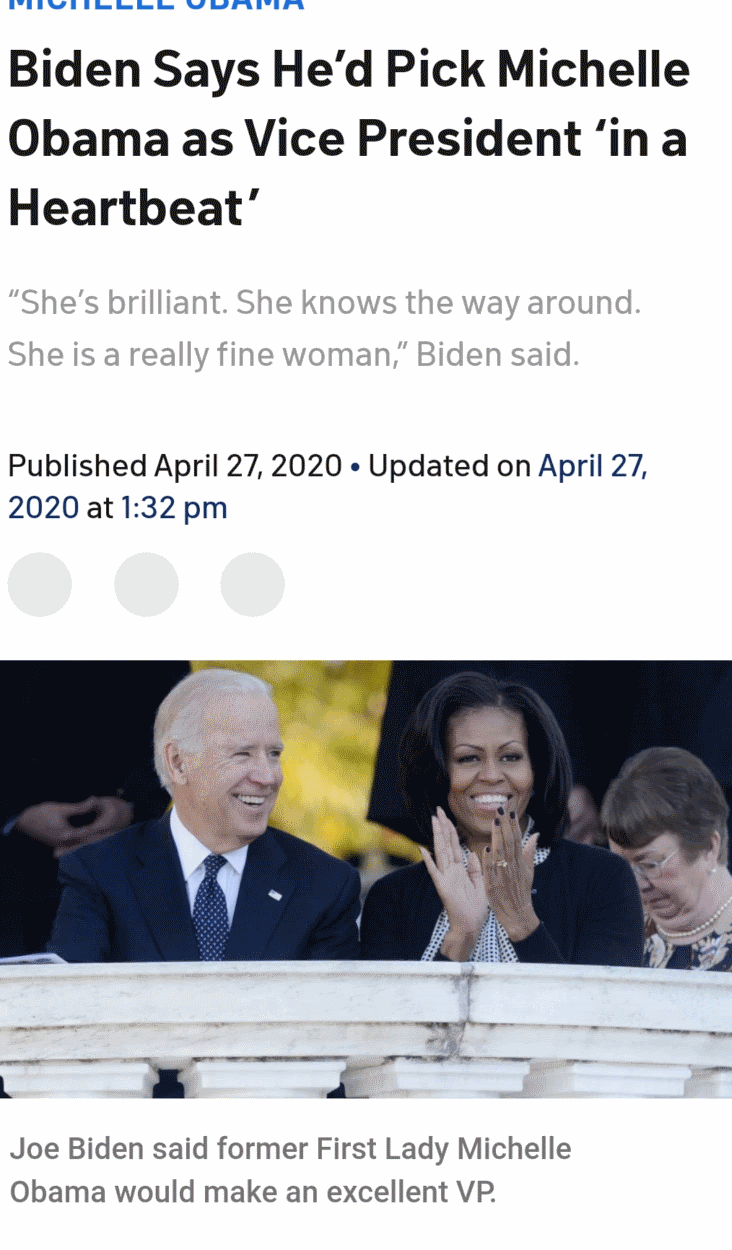 MICHELLE OBAMA
Biden Says He’d Pick Michelle
Obama as Vice President ‘in a
Heartbeat’
“She’s brilliant. She knows the way around.
She is a really fine woman,” Biden said.
Published April 27, 2020 • Updated on April 27,
2020 at 1:32 pm
Joe Biden said former First Lady Michelle
Obama would make an excellent VP.